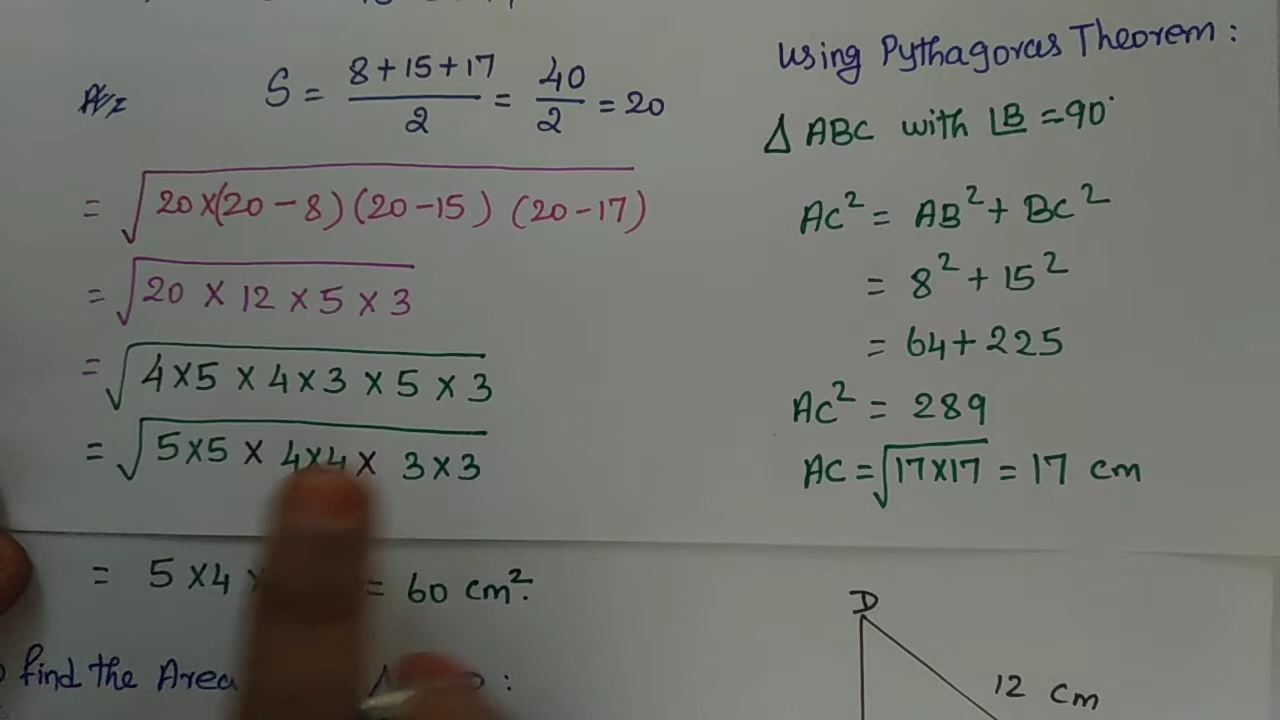 S = 8+15+17/2 = 40/2 = 20
= √20×(20-8)(20-15) (20-17)
= √20 × 12 × 5 × 3
= √4×5 × 4×3 × 5 × 3
= √5×5 × 4×4× 3×3
= 5×4 × = 60 cm².
find the Area
Using Pythagoras Theorem :
Δ ABC with ∠B = 90°
AC² = AB² + BC²
= 8² + 15²
= 64 + 225
AC² = 289
AC = √17×17 = 17 cm
D
12 cm